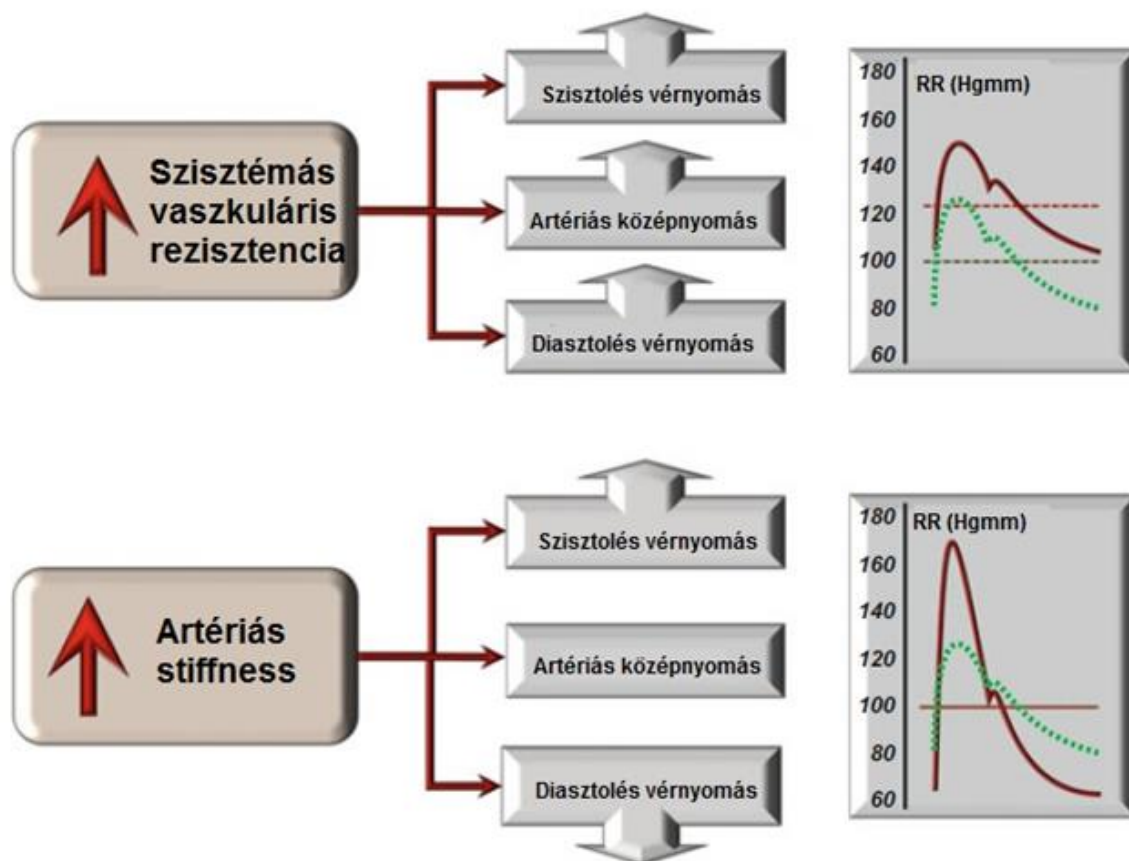 Szisztémás
vaszkuláris
rezisztencia
Szisztolés vérnyomás
Artériás középnyomás
Diasztolés vérnyomás
RR (Hgmm)
180
160
140
120
100
80
60
Artériás
stiffness
Szisztolés vérnyomás
Artériás középnyomás
Diasztolés vérnyomás
RR (Hgmm)
180
160
140
120
100
80
60